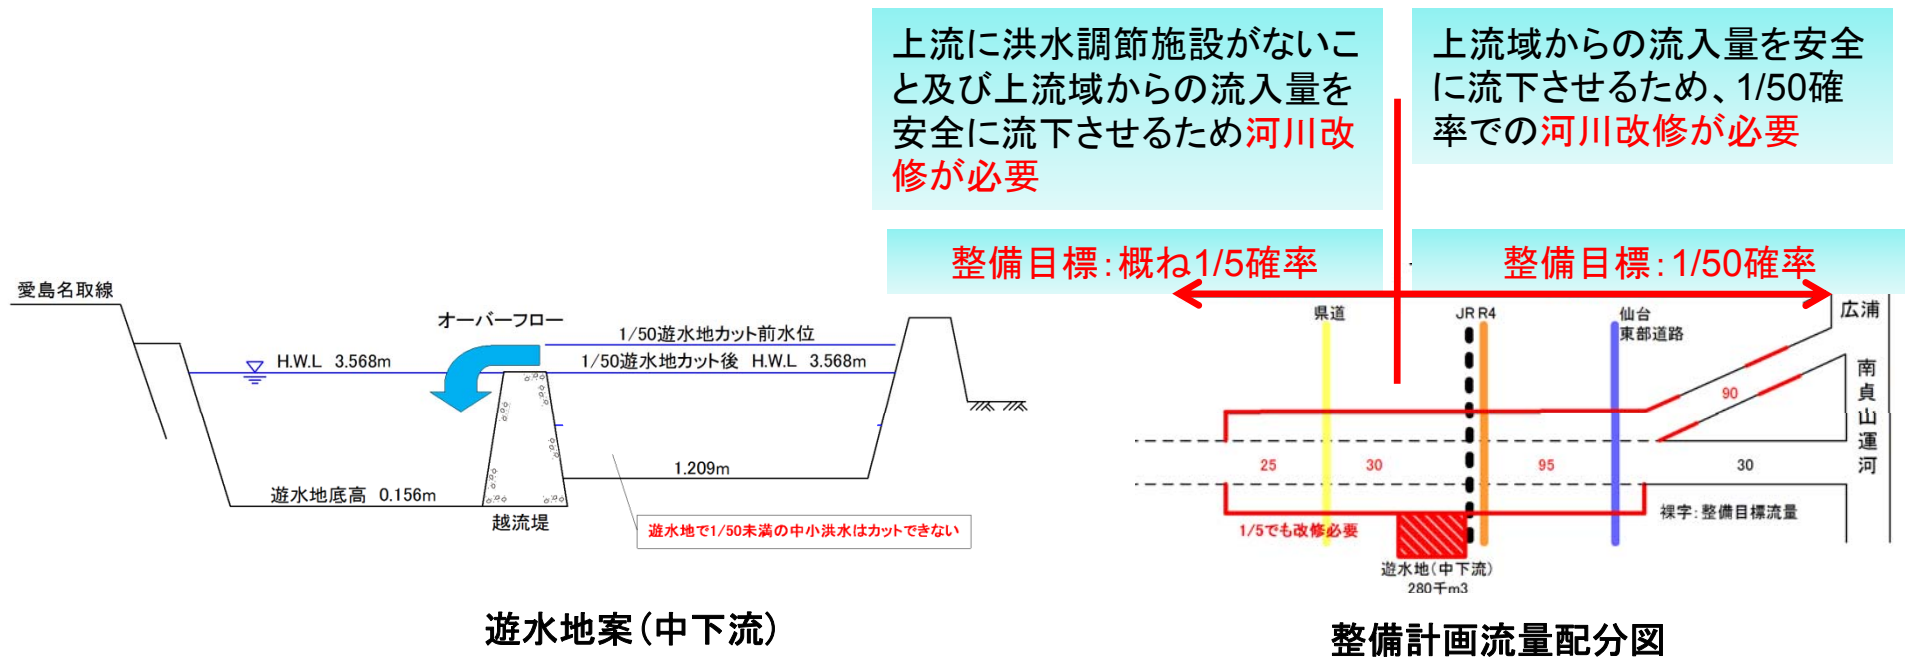 上流に洪水調節施設がないこ
と及び上流域からの流入量を
安全に流下させるため河川改
修が必要
上流域からの流入量を安全
に流下させるため、1/50確
率での河川改修が必要
整備目標：概ね1/5確率
整備目標：1/50確率
愛島名取線
オーバーフロー
1/50遊水地カット前水位
H.W.L 3.568m
1/50遊水地カット後 H.W.L 3.568m
1.209m
遊水地底高 0.156m
越流堤
遊水地で1/50未満の中小洪水はカットできない
遊水地案（中下流）
県道
JR R4
仙台
東部道路
広浦
南貞山運河
90
25
30
95
30
裸字：整備目標流量
1/5でも改修必要
遊水地（中下流）
280千m3
整備計画流量配分図